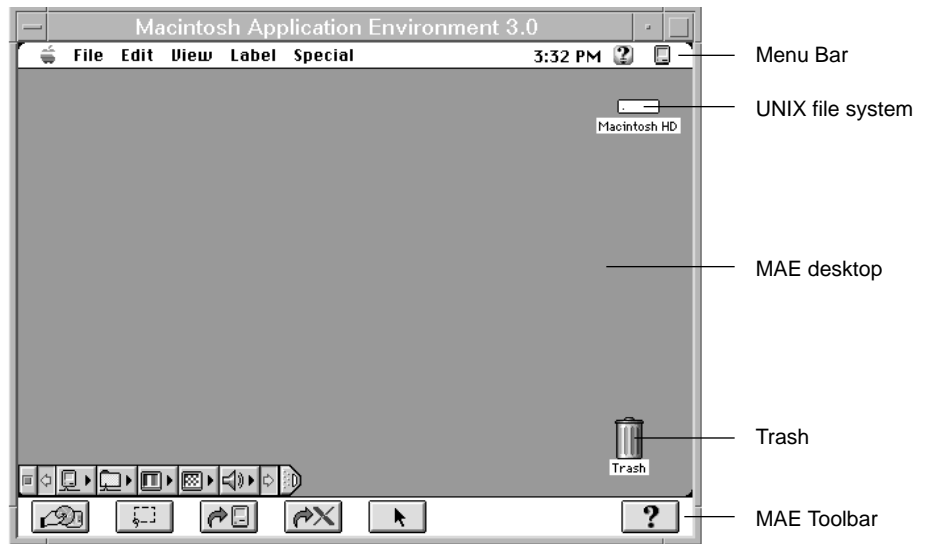 Macintosh Application Environment 3.0
File Edit View Label Special 3:32 PM ?
Menu Bar
UNIX file system
Macintosh HD
MAE desktop
Trash
Trash
?
MAE Toolbar